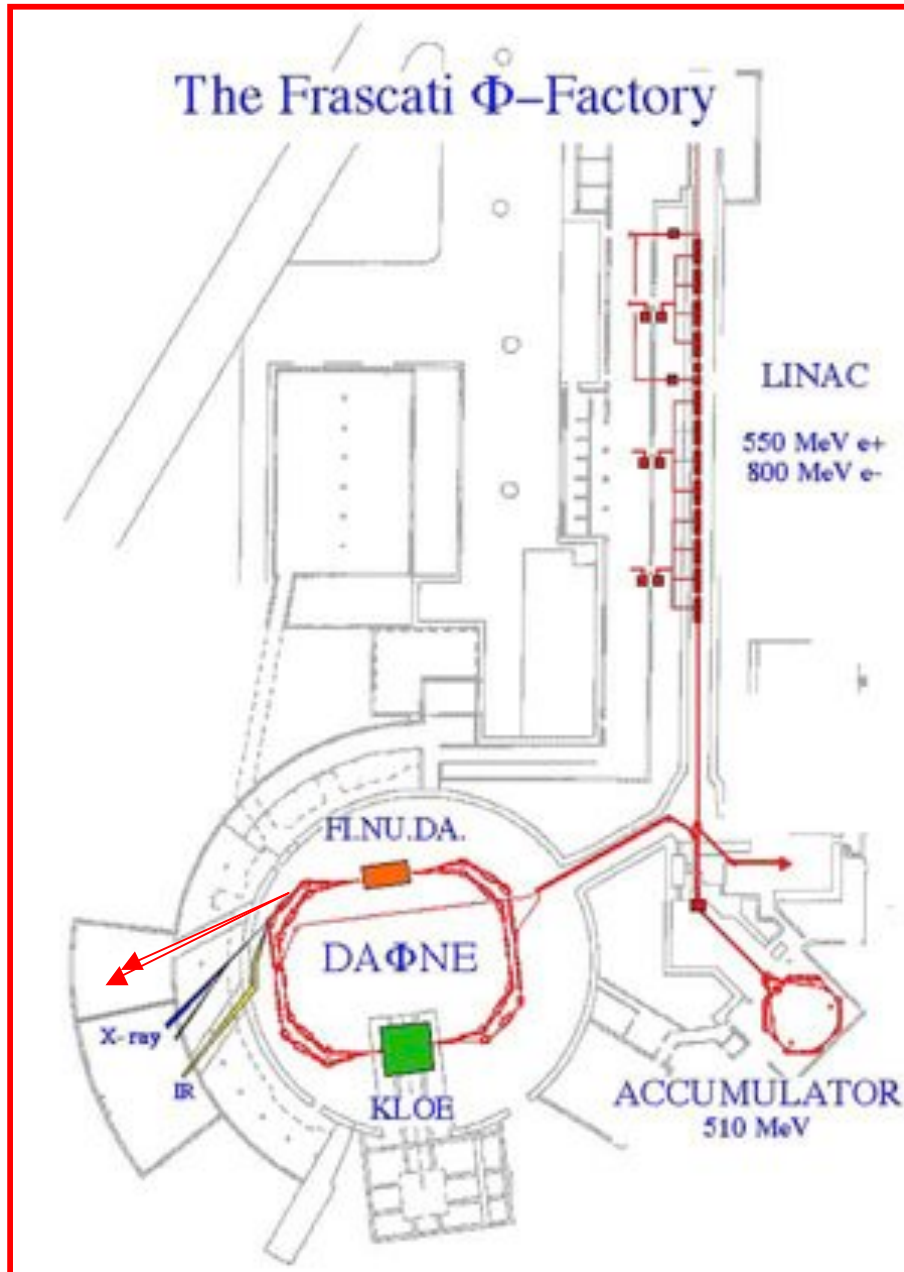 The Frascati Φ–Factory
LINAC
550 MeV e+
800 MeV e-
FI.NU.DA.
DAΦNE
X-ray
IR
KLOE
ACCUMULATOR
510 MeV